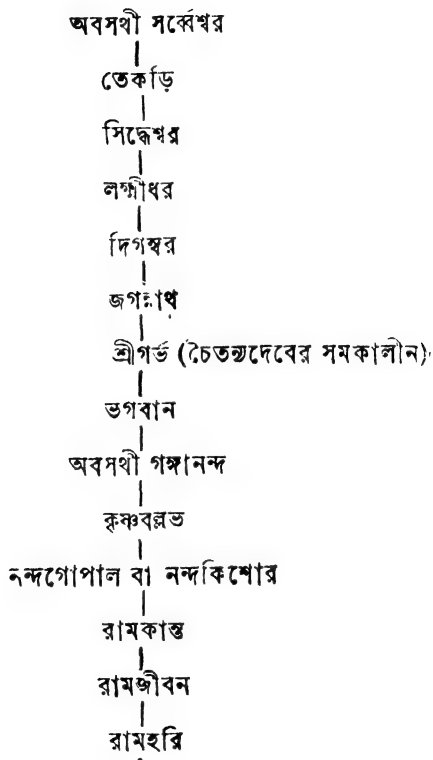 অবসথী সর্ব্বেশ্বর
তেকড়ি
সিদ্ধেশ্বর
লক্ষ্মীধর
দিগম্বর
জগন্নাথ
শ্রীগর্ভ (চৈতন্যদেবের সমকালীন)
ভগবান
অবসথী গঙ্গানন্দ
কৃষ্ণবল্লভ
নন্দগোপাল বা নন্দকিশোর
রামকান্ত
রামজীবন
রামহরি